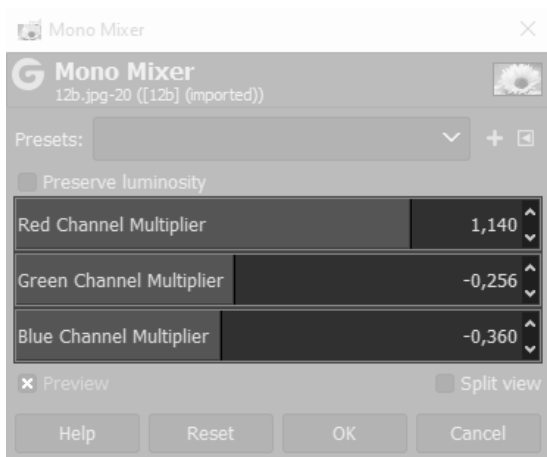 Mono Mixer
G Mono Mixer
12b.jpg-20 ([12b] (imported))
Presets:
Preserve luminosity
Red Channel Multiplier 1,140
Green Channel Multiplier -0,256
Blue Channel Multiplier -0,360
Preview Split view
Help Reset OK Cancel